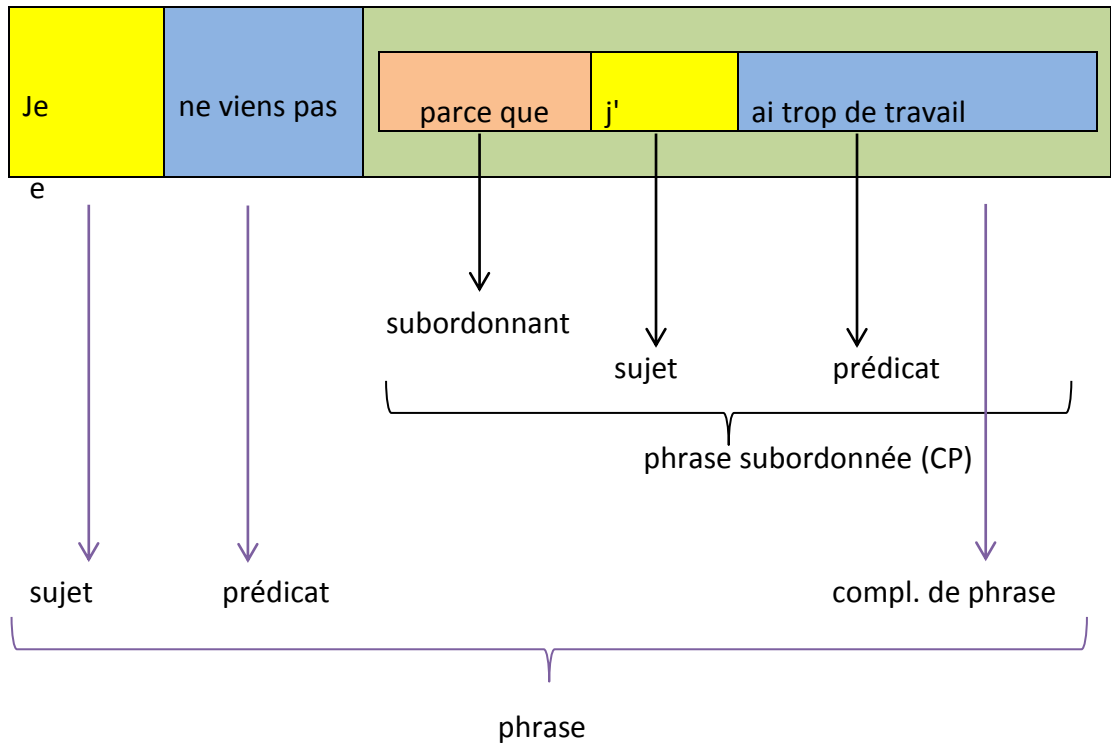 Je ne viens pas parce que j' ai trop de travail
e
subordonnant
sujet prédicat
phrase subordonnée (CP)
sujet prédicat compl. de phrase
phrase